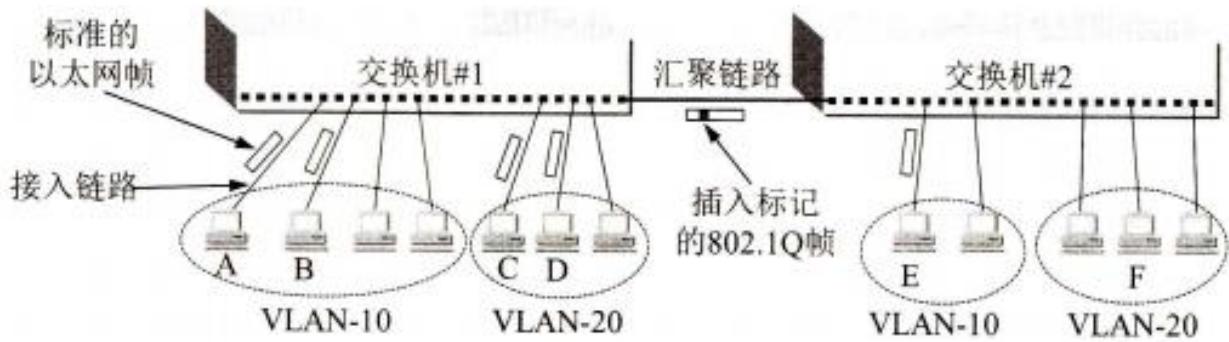 标准的
以太网帧
交换机#1
汇聚链路
交换机#2
接入链路
插入标记
的802.1Q帧
A
B
C
D
E
F
VLAN-10
VLAN-20
VLAN-10
VLAN-20